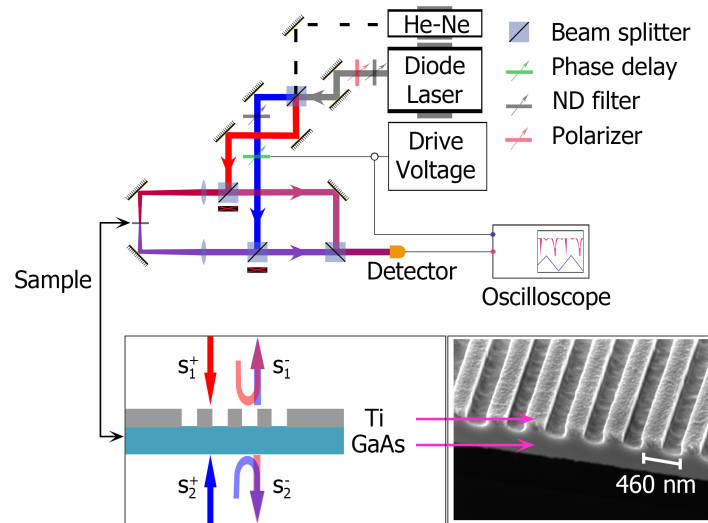 He-Ne
Diode
Laser
Drive
Voltage
Beam splitter
Phase delay
ND filter
Polarizer
Sample
Detector
Oscilloscope
s₁⁺
s₁⁻
s₂⁺
s₂⁻
Ti
GaAs
460 nm